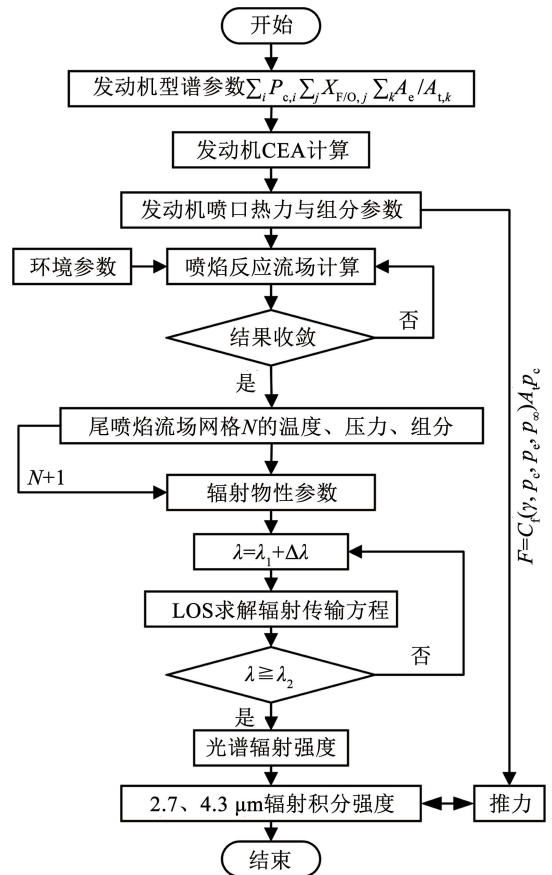 开始
发动机型谱参数∑iPc,i∑jXF/O, j∑kAe/At,k
发动机CEA计算
发动机喷口热力与组分参数
环境参数
喷焰反应流场计算
结果收敛
否
是
尾喷焰流场网格N的温度、压力、组分
N+1
辐射物性参数
λ=λ1+Δλ
LOS求解辐射传输方程
λ≧λ2
否
是
光谱辐射强度
2.7、4.3 μm辐射积分强度
推力
F=Cf(γ, pc, pe, p∞)Atpc
结束